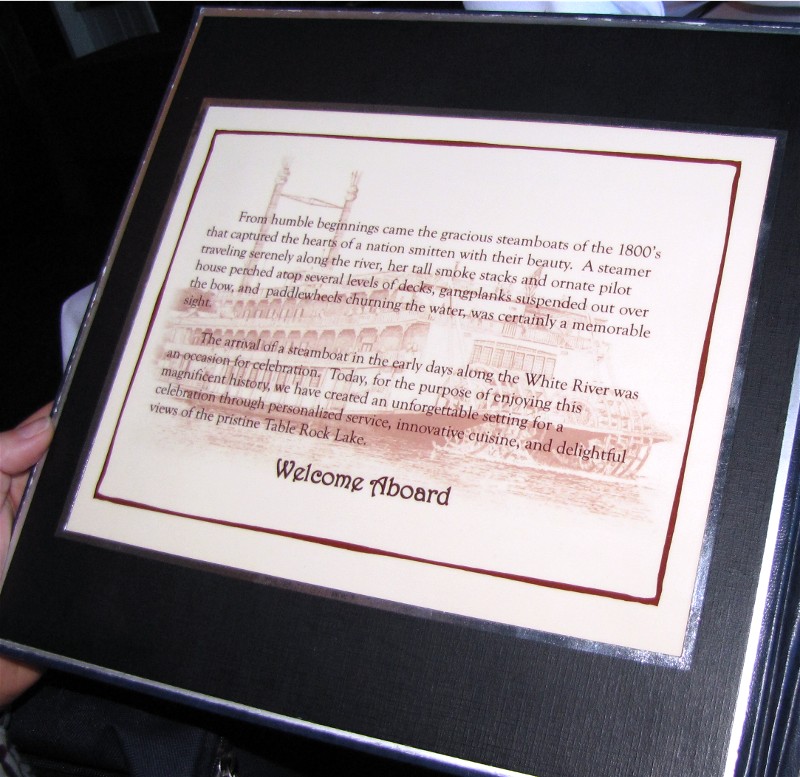 From humble beginnings came the gracious steamboats of the 1800's
that captured the hearts of a nation smitten with their beauty.  A steamer
traveling serenely along the river, her tall smoke stacks and ornate pilot
house perched atop several levels of decks, gangplanks suspended out over
the bow, and  paddlewheels churning the water, was certainly a memorable
sight.
The arrival of a steamboat in the early days along the White River was
an occasion for celebration.  Today, for the purpose of enjoying this
magnificent history, we have created an unforgettable setting for a
celebration through personalized service, innovative cuisine, and delightful
views of the pristine Table Rock Lake.
Welcome Aboard